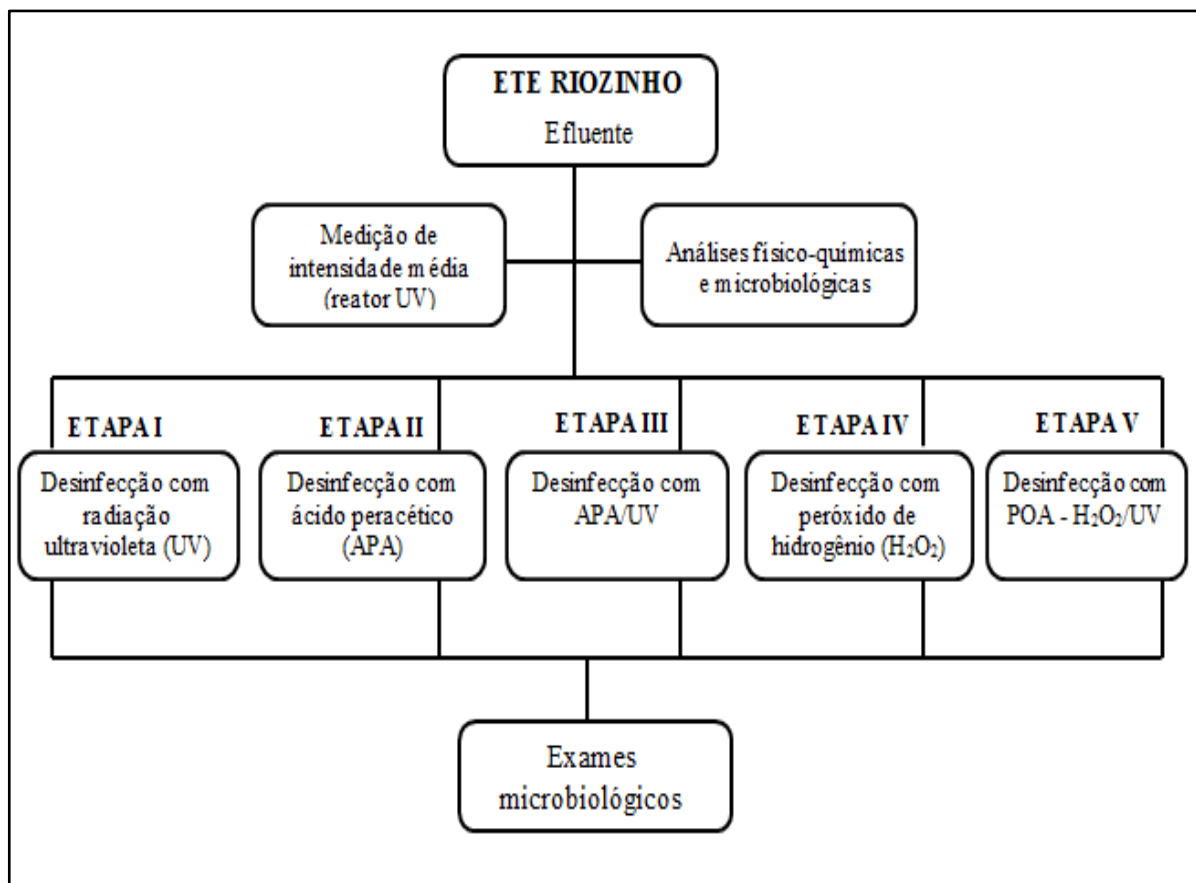 ETE RIOZINHO
Efluente
Medição de
intensidade média
(reator UV)
Análises físico-químicas
e microbiológicas
ETAPA I
Desinfecção com
radiação
ultravioleta (UV)
ETAPA II
Desinfecção com
ácido peracético
(APA)
ETAPA III
Desinfecção com
APA/UV
ETAPA IV
Desinfecção com
peróxido de
hidrogênio (H₂O₂)
ETAPA V
Desinfecção com
POA - H₂O₂/UV
Exames
microbiológicos